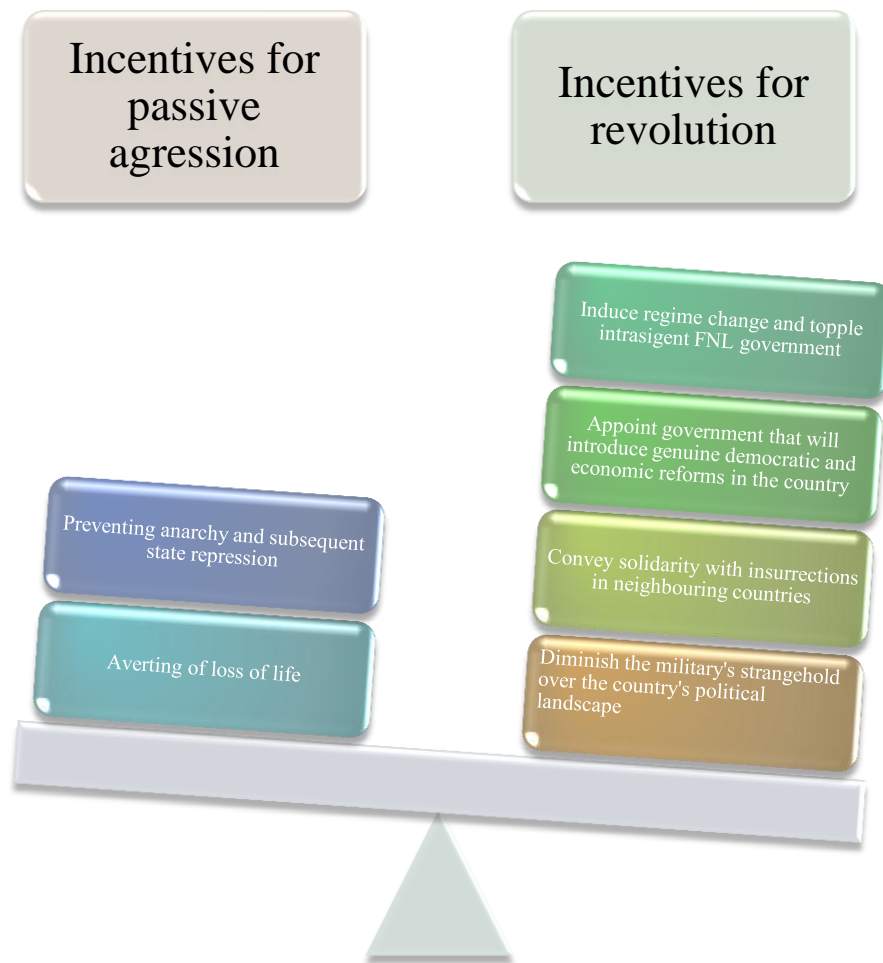 Incentives for
passive
agression
Incentives for
revolution
Induce regime change and topple
intrasigent FNL government
Appoint government that will
introduce genuine democratic and
economic reforms in the country
Preventing anarchy and subsequent
state repression
Convey solidarity with insurrections
in neighbouring countries
Averting of loss of life
Diminish the military's strangehold
over the country's political
landscape